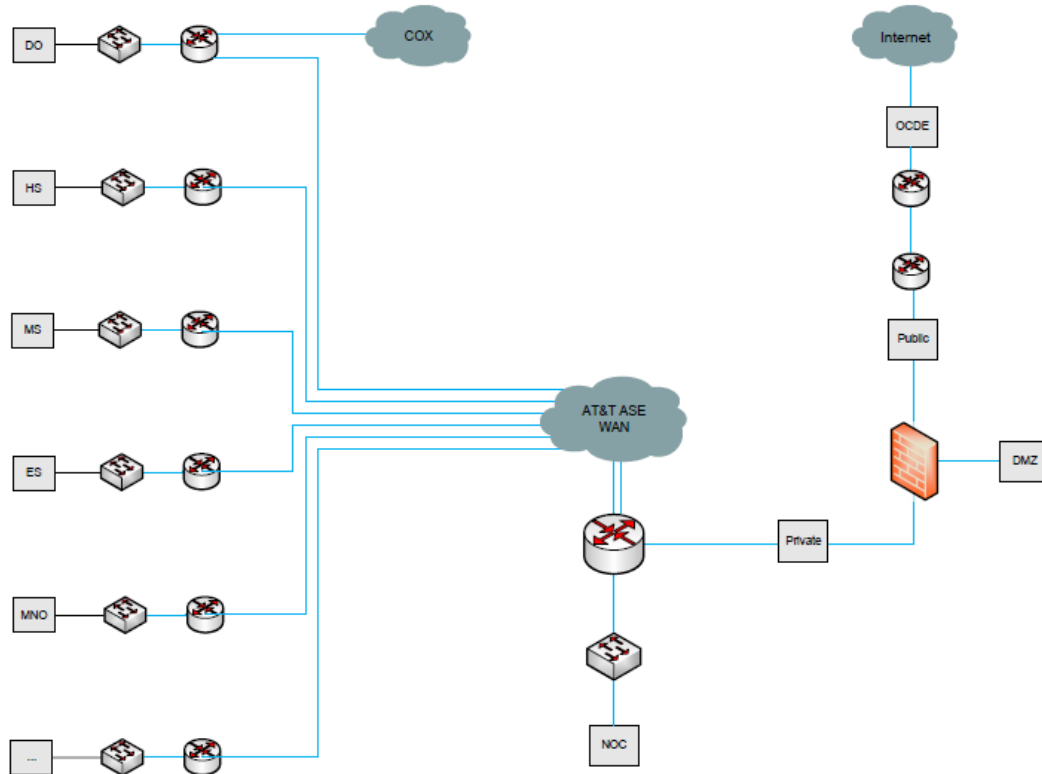 DO
COX
Internet
OCDE
HS
MS
Public
AT&T ASE
WAN
ES
DMZ
Private
MNO
NOC
...